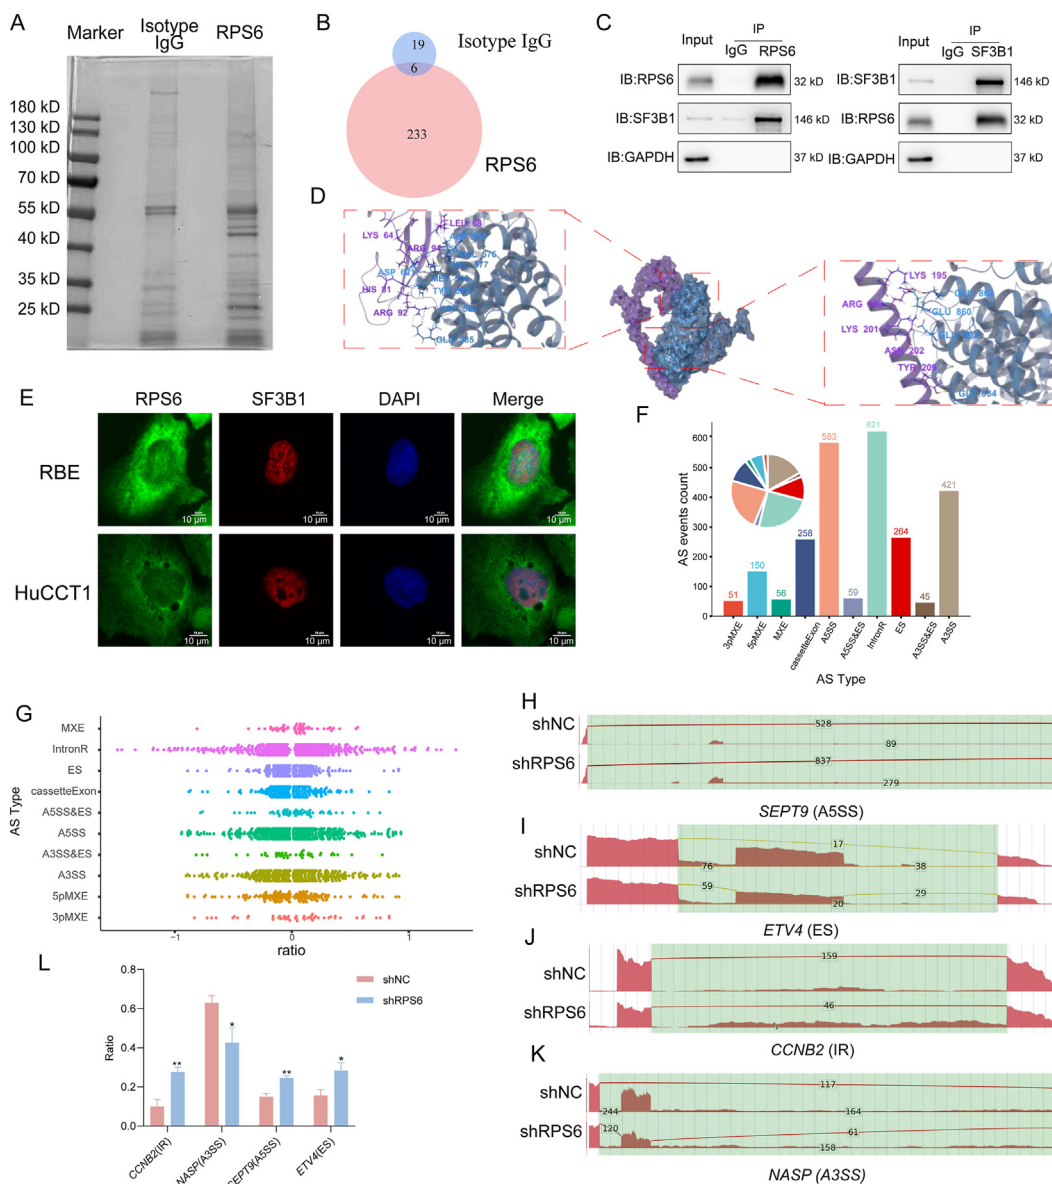 A
Marker
Isotype
IgG
RPS6
180 kD
130 kD
100 kD
70 kD
55 kD
40 kD
35 kD
25 kD
B
19
Isotype IgG
6
233
RPS6
C
IP
Input
IgG RPS6
IB:RPS6
32 kD
IB:SF3B1
146 kD
IB:GAPDH
37 kD
IP
Input
IgG SF3B1
IB:SF3B1
146 kD
IB:RPS6
32 kD
IB:GAPDH
37 kD
D
LEU 68
LYS 64
ARG 94
576
577
ASP
HIS 81
ARG 92
LYS 195
ARG
GLU 860
LYS 201
ASN 202
TYR 209
E
RPS6
SF3B1
DAPI
Merge
RBE
10 μm
10 μm
10 μm
10 μm
HuCCT1
10 μm
10 μm
10 μm
10 μm
F
AS events count
600
500
400
300
200
100
0
51
150
56
258
583
59
621
264
45
421
3pMXE
5pMXE
MXE
cassetteExon
A5SS
A5SS&ES
IntronR
ES
A3SS&ES
A3SS
AS Type
G
AS Type
MXE
IntronR
ES
cassetteExon
A5SS&ES
A5SS
A3SS&ES
A3SS
5pMXE
3pMXE
−1
0
1
ratio
H
shNC
528
89
shRPS6
837
279
SEPT9 (A5SS)
I
shNC
17
76
38
shRPS6
59
29
20
ETV4 (ES)
J
shNC
159
shRPS6
46
1
CCNB2 (IR)
K
shNC
117
244
164
shRPS6
120
61
158
NASP (A3SS)
L
shNC
shRPS6
Ratio
0.8
0.6
0.4
0.2
0.0
**
*
**
*
CCNB2(IR)
NASP(A3SS)
SEPT9(A5SS)
ETV4(ES)